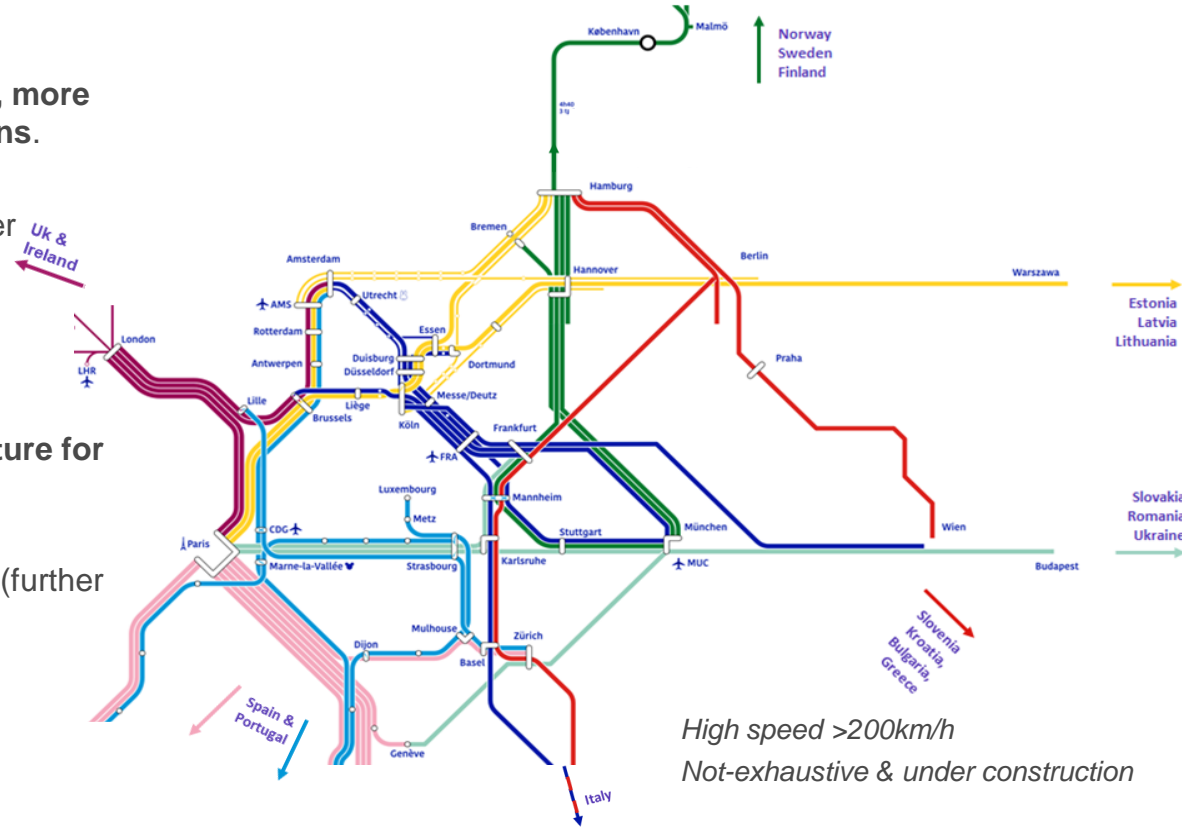 , more
ns.
er
ture for
(further
København
Malmö
Norway
Sweden
Finland
4h40
Hamburg
Bremen
Uk &
Ireland
Amsterdam
Berlin
Hannover
Warszawa
Utrecht
AMS
Estonia
Latvia
Lithuania
Rotterdam
Essen
London
Duisburg
Dortmund
Antwerpen
Düsseldorf
LHR
Praha
Messe/Deutz
Lille
Liège
Brussels
Köln
Frankfurt
FRA
Luxembourg
Mannheim
Slovakia
Romania
Ukraine
Metz
CDG
Stuttgart
München
Wien
Paris
Marne-la-Vallée
Strasbourg
Karlsruhe
MUC
Budapest
Mulhouse
Zürich
Dijon
Basel
Slovenia
Kroatia,
Bulgaria,
Greece
Spain &
Portugal
Genève
High speed >200km/h
Not-exhaustive & under construction
Italy